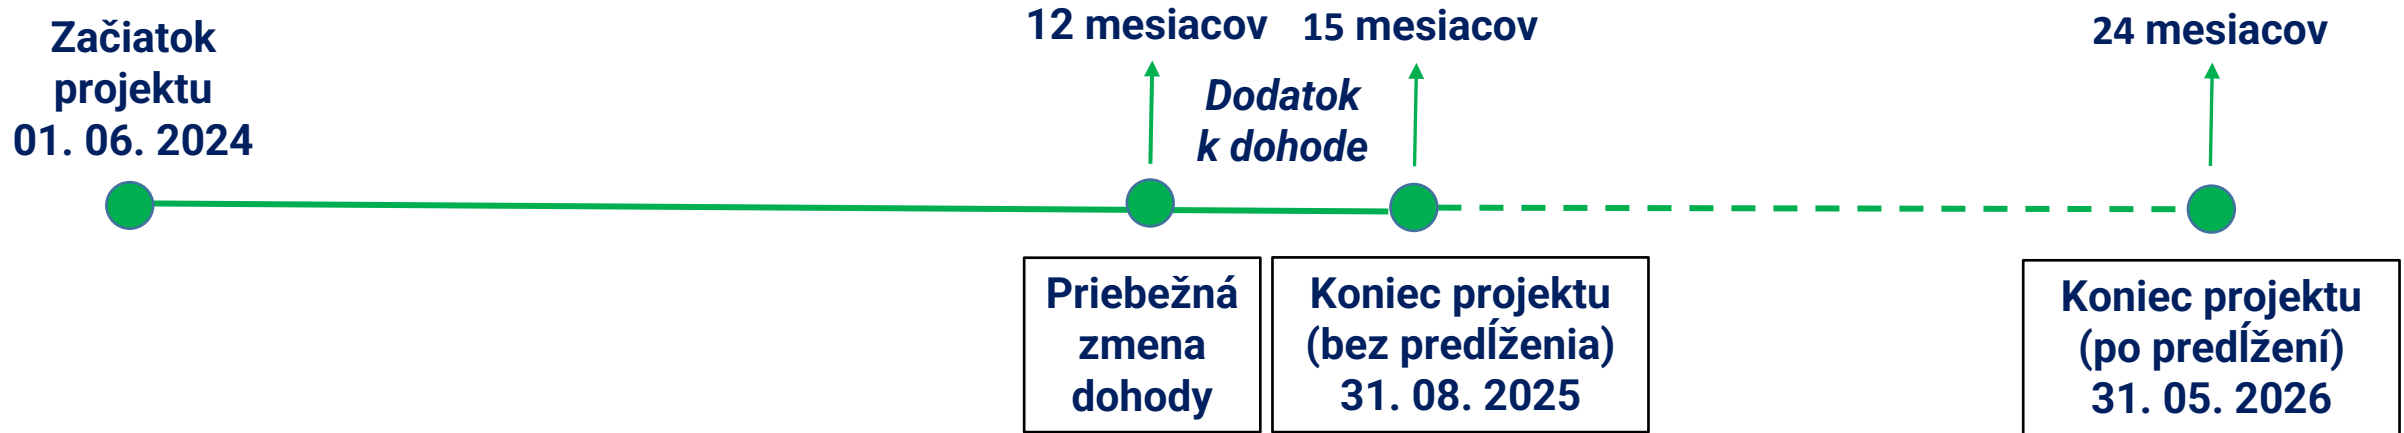 Začiatok
projektu
01. 06. 2024
12 mesiacov
Dodatok
k dohode
15 mesiacov
24 mesiacov
Priebežná
zmena
dohody
Koniec projektu
(bez predĺženia)
31. 08. 2025
Koniec projektu
(po predĺžení)
31. 05. 2026